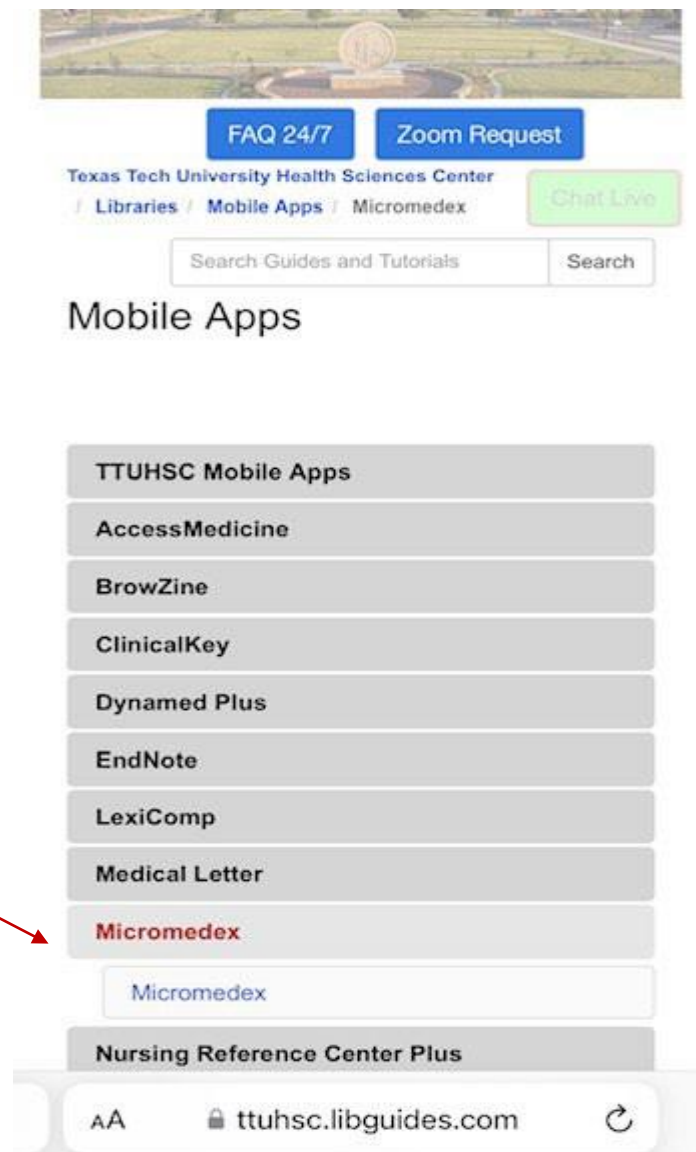 FAQ 24/7 Zoom Request
Texas Tech University Health Sciences Center
/ Libraries / Mobile Apps / Micromedex
Chat Live
Search Guides and Tutorials Search
Mobile Apps
TTUHSC Mobile Apps
AccessMedicine
BrowZine
ClinicalKey
Dynamed Plus
EndNote
LexiComp
Medical Letter
Micromedex
Micromedex
Nursing Reference Center Plus
AA ttuhsc.libguides.com